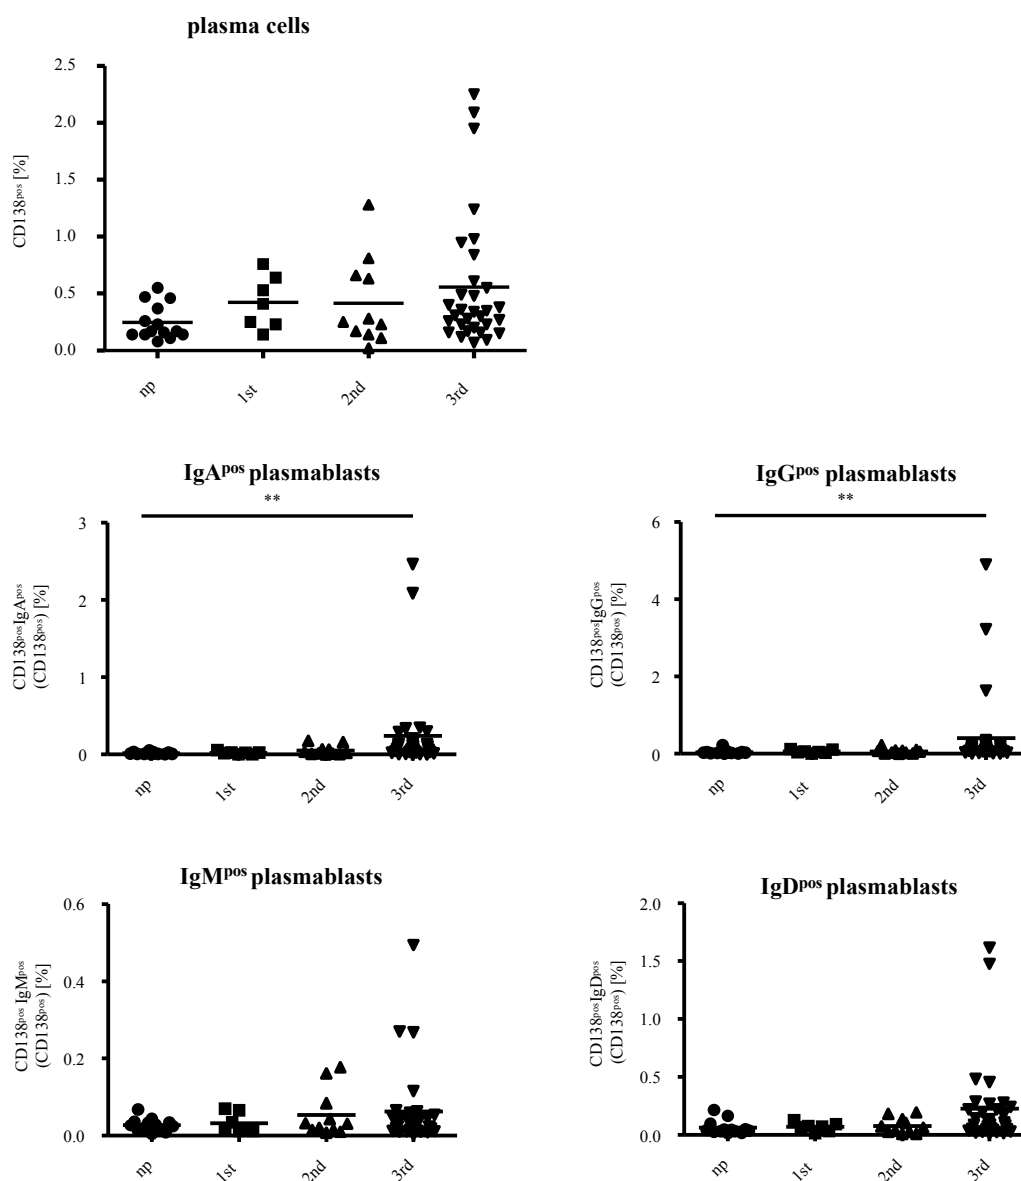 plasma cells
CD138pos [%]
2.5
2.0
1.5
1.0
0.5
0.0
np
1st
2nd
3rd
IgApos plasmablasts
**
CD138posIgApos
(CD138pos) [%]
3
2
1
0
np
1st
2nd
3rd
IgGpos plasmablasts
**
CD138posIgGpos
(CD138pos) [%]
6
4
2
0
np
1st
2nd
3rd
IgMpos plasmablasts
CD138posIgMpos
(CD138pos) [%]
0.6
0.4
0.2
0.0
np
1st
2nd
3rd
IgDpos plasmablasts
CD138posIgDpos
(CD138pos) [%]
2.0
1.5
1.0
0.5
0.0
np
1st
2nd
3rd